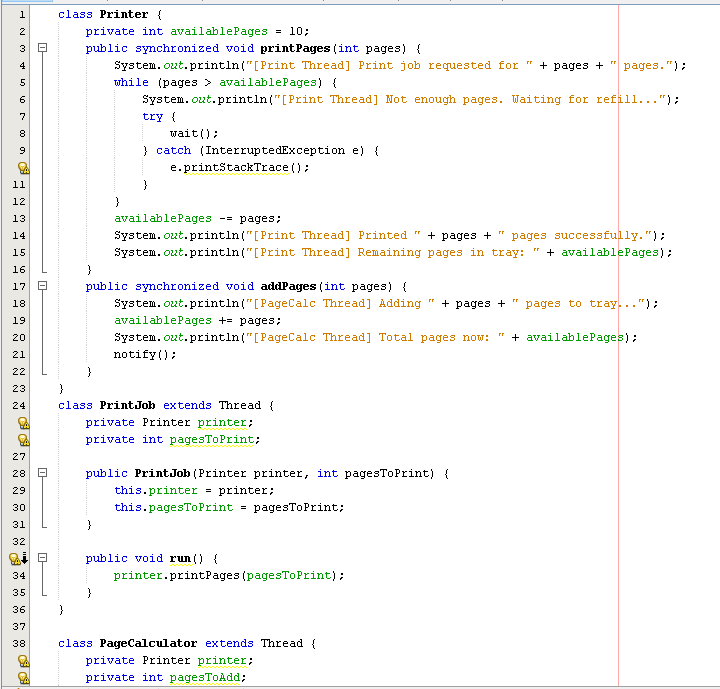 1 class Printer {
2 private int availablePages = 10;
3 public synchronized void printPages(int pages) {
4 System.out.println("[Print Thread] Print job requested for " + pages + " pages.");
5 while (pages > availablePages) {
6 System.out.println("[Print Thread] Not enough pages. Waiting for refill...");
7 try {
8 wait();
9 } catch (InterruptedException e) {
e.printStackTrace();
11 }
12 }
13 availablePages -= pages;
14 System.out.println("[Print Thread] Printed " + pages + " pages successfully.");
15 System.out.println("[Print Thread] Remaining pages in tray: " + availablePages);
16 }
17 public synchronized void addPages(int pages) {
18 System.out.println("[PageCalc Thread] Adding " + pages + " pages to tray...");
19 availablePages += pages;
20 System.out.println("[PageCalc Thread] Total pages now: " + availablePages);
21 notify();
22 }
23 }
24 class PrintJob extends Thread {
private Printer printer;
private int pagesToPrint;
27
28 public PrintJob(Printer printer, int pagesToPrint) {
29 this.printer = printer;
30 this.pagesToPrint = pagesToPrint;
31 }
32
public void run() {
34 printer.printPages(pagesToPrint);
35 }
36 }
37
38 class PageCalculator extends Thread {
private Printer printer;
private int pagesToAdd;